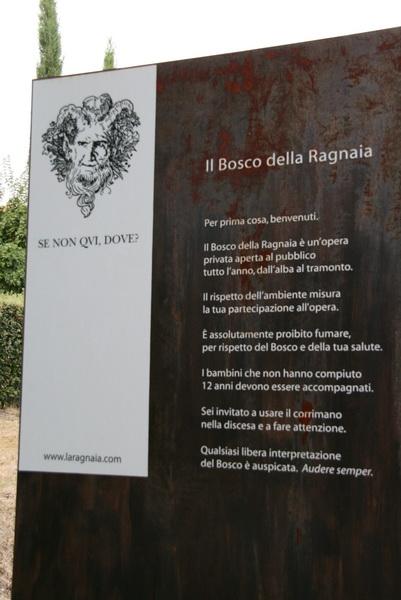 SE NON QVI, DOVE?
www.laragnaia.com
Il Bosco della Ragnaia
Per prima cosa, benvenuti.
Il Bosco della Ragnaia è un'opera
privata aperta al pubblico
tutto l'anno, dall'alba al tramonto.
Il rispetto dell'ambiente misura
la tua partecipazione all'opera.
È assolutamente proibito fumare,
per rispetto del Bosco e della tua salute.
I bambini che non hanno compiuto
12 anni devono essere accompagnati.
Sei invitato a usare il corrimano
nella discesa e a fare attenzione.
Qualsiasi libera interpretazione
del Bosco è auspicata. Audere semper.